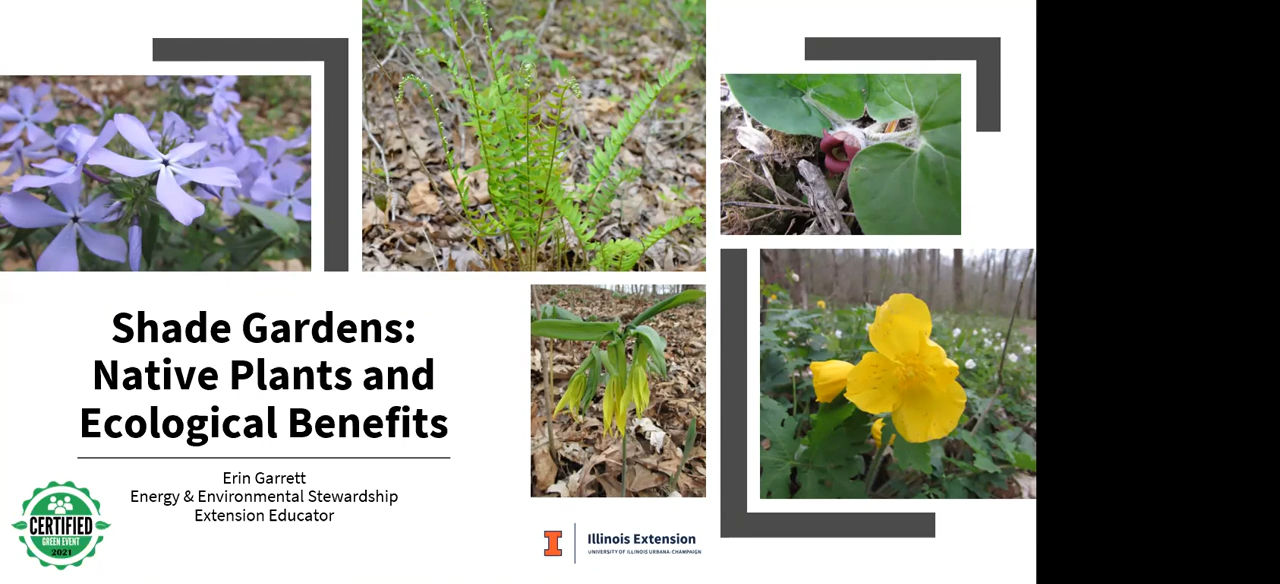 Shade Gardens:
Native Plants and
Ecological Benefits
Erin Garrett
Energy & Environmental Stewardship
Extension Educator
CERTIFIED
GREEN EVENT
2021
I
Illinois Extension
UNIVERSITY OF ILLINOIS URBANA-CHAMPAIGN